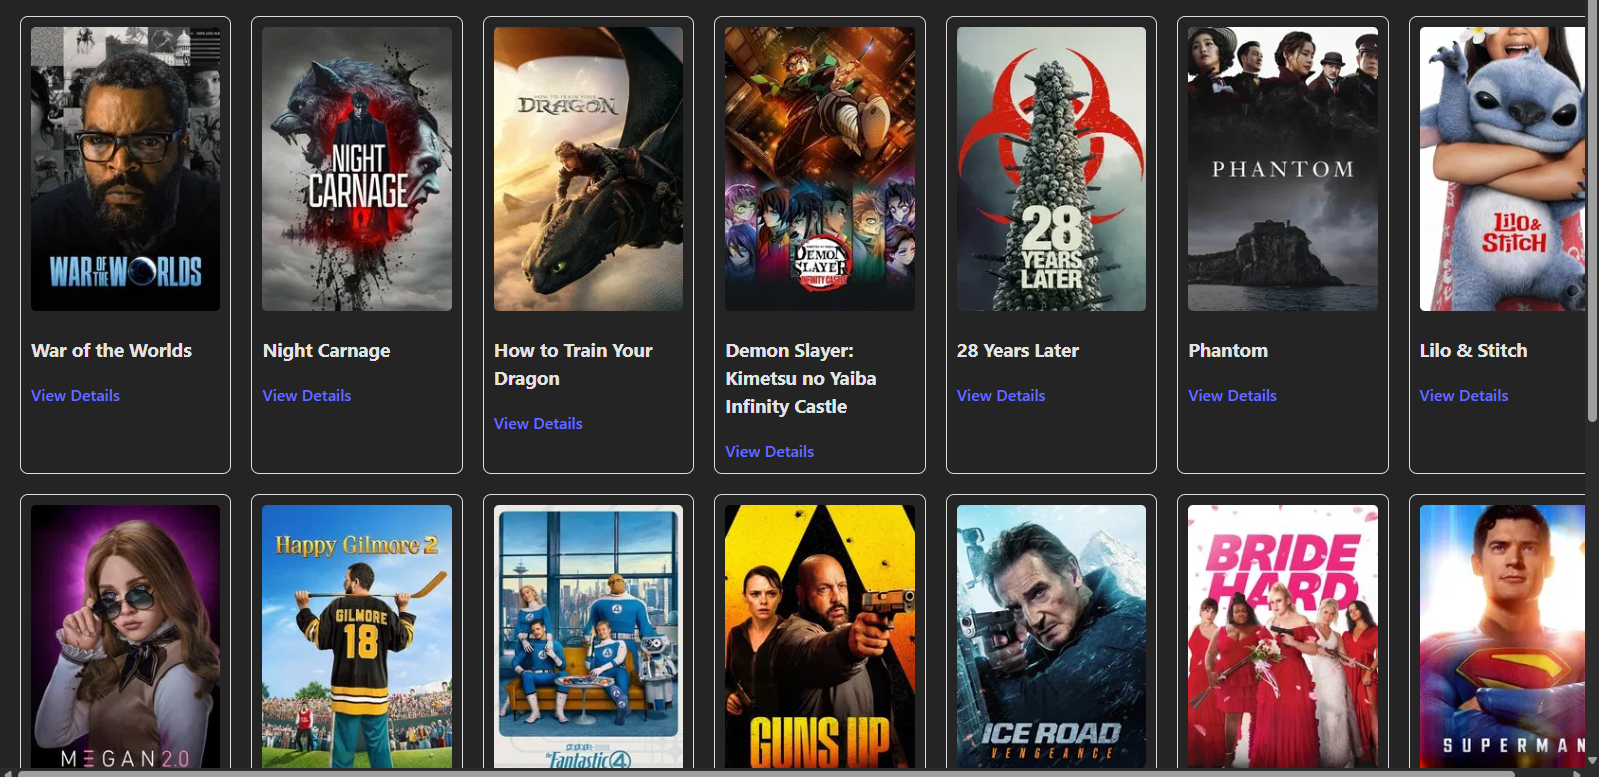 WAR OF THE WORLDS
NIGHT
CARNAGE
HOW TO TRAIN YOUR
DRAGON
DEMON
SLAYER
INFINITY CASTLE
28
YEARS
LATER
PHANTOM
Lilo &
Stitch
War of the Worlds
Night Carnage
How to Train Your
Dragon
Demon Slayer:
Kimetsu no Yaiba
Infinity Castle
28 Years Later
Phantom
Lilo & Stitch
View Details
View Details
View Details
View Details
View Details
View Details
View Details
MEGAN 2.0
Happy Gilmore 2
GILMORE
18
4
the Fantastic 4
GUNS UP
ICE ROAD
VENGEANCE
BRIDE
HARD
SUPERMAN